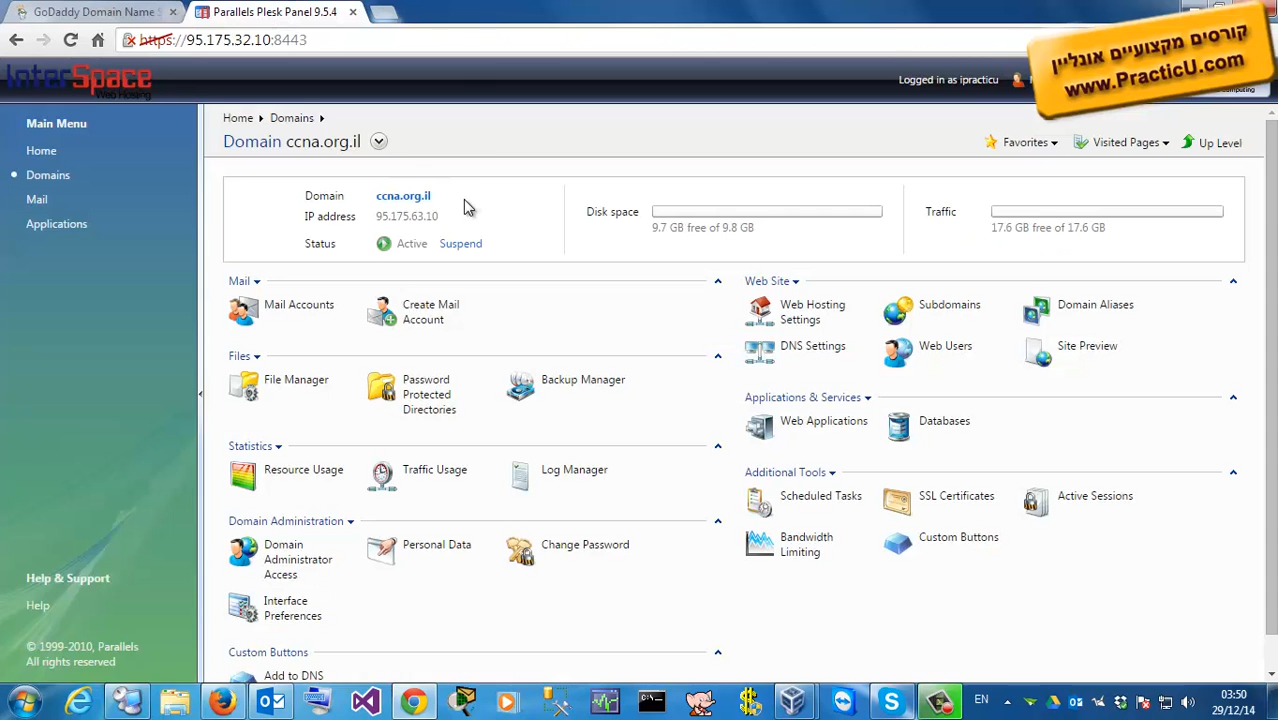 GoDaddy Domain Name S
Parallels Plesk Panel 9.5.4
https://95.175.32.10:8443
קורסים מקצועיים אונליין
www.PracticU.com
InterSpace
Web Hosting
Logged in as ipracticu
computing
Main Menu
Home
Domains
Mail
Applications
Help & Support
Help
© 1999-2010, Parallels
All rights reserved
Home
Domains
Domain ccna.org.il
Favorites
Visited Pages
Up Level
Domain ccna.org.il
IP address 95.175.63.10
Status Active Suspend
Disk space
9.7 GB free of 9.8 GB
Traffic
17.6 GB free of 17.6 GB
Mail
Mail Accounts
Create Mail
Account
Files
File Manager
Password
Protected
Directories
Backup Manager
Statistics
Resource Usage
Traffic Usage
Log Manager
Domain Administration
Domain
Administrator
Access
Personal Data
Change Password
Interface
Preferences
Custom Buttons
Add to DNS
Web Site
Web Hosting
Settings
Subdomains
Domain Aliases
DNS Settings
Web Users
Site Preview
Applications & Services
Web Applications
Databases
Additional Tools
Scheduled Tasks
SSL Certificates
Active Sessions
Bandwidth
Limiting
Custom Buttons
EN
03:50
29/12/14